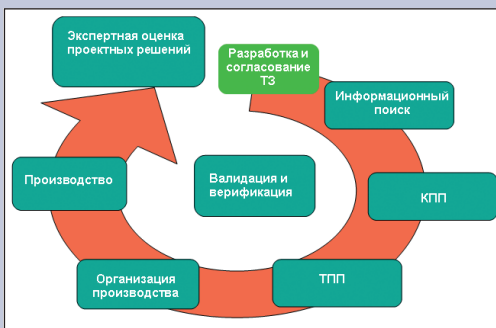 Экспертная оценка
проектных решений
Разработка и
согласование
ТЗ
Информационный
поиск
КПП
ТПП
Организация
производства
Производство
Валидация и
верификация